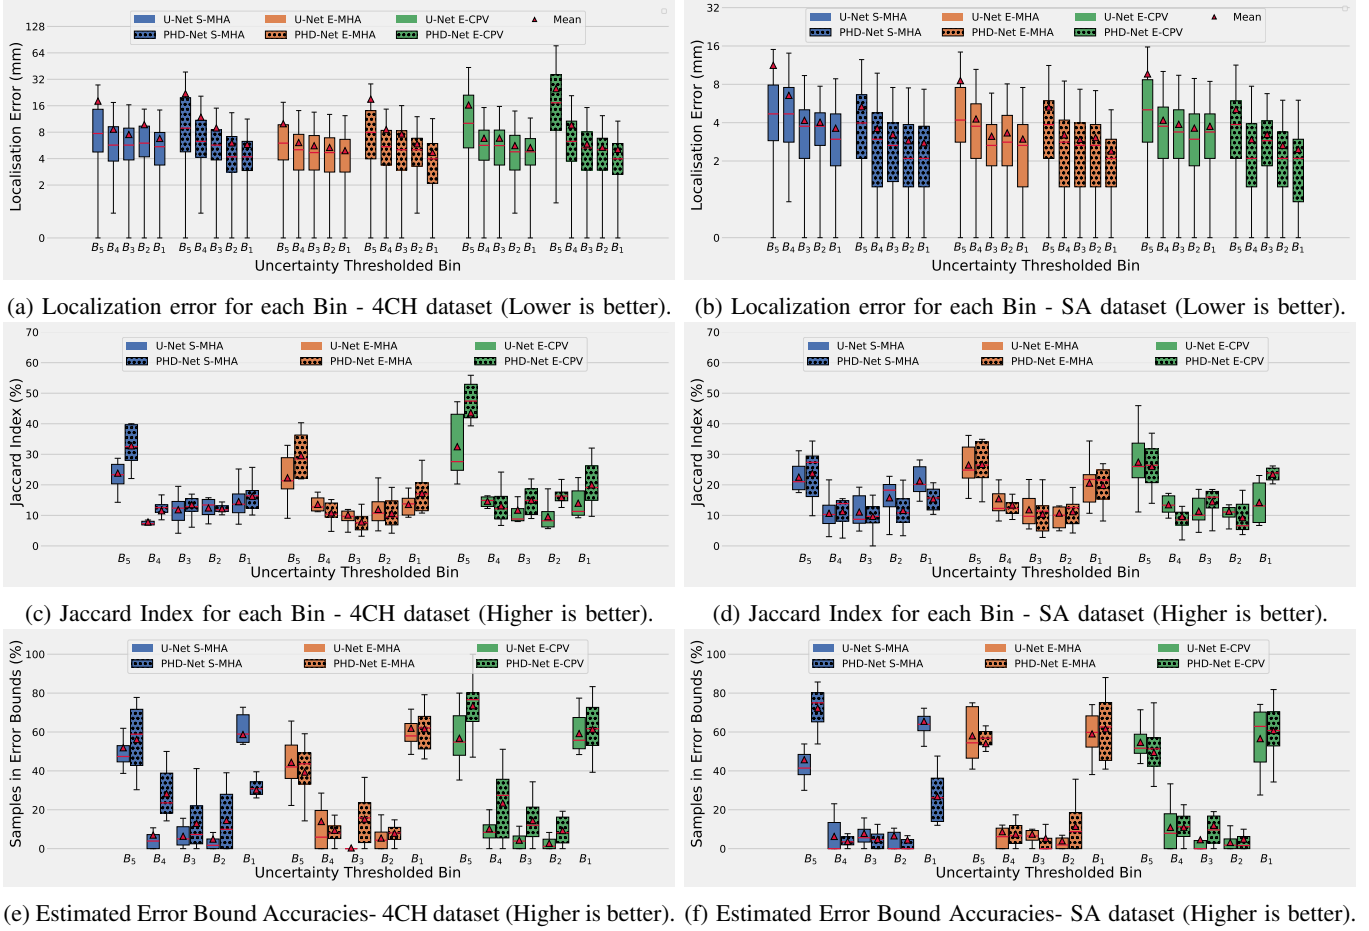 U-Net S-MHA U-Net E-MHA U-Net E-CPV Mean
PHD-Net S-MHA PHD-Net E-MHA PHD-Net E-CPV
Localisation Error (mm)
128
64
32
16
8
4
2
0
B5 B4 B3 B2 B1 B5 B4 B3 B2 B1 B5 B4 B3 B2 B1 B5 B4 B3 B2 B1 B5 B4 B3 B2 B1 B5 B4 B3 B2 B1
Uncertainty Thresholded Bin
(a) Localization error for each Bin - 4CH dataset (Lower is better).
U-Net S-MHA U-Net E-MHA U-Net E-CPV Mean
PHD-Net S-MHA PHD-Net E-MHA PHD-Net E-CPV
Localisation Error (mm)
32
16
8
4
2
0
B5 B4 B3 B2 B1 B5 B4 B3 B2 B1 B5 B4 B3 B2 B1 B5 B4 B3 B2 B1 B5 B4 B3 B2 B1 B5 B4 B3 B2 B1
Uncertainty Thresholded Bin
(b) Localization error for each Bin - SA dataset (Lower is better).
U-Net S-MHA U-Net E-MHA U-Net E-CPV
PHD-Net S-MHA PHD-Net E-MHA PHD-Net E-CPV
Jaccard Index (%)
70
60
50
40
30
20
10
0
B5 B4 B3 B2 B1 B5 B4 B3 B2 B1 B5 B4 B3 B2 B1
Uncertainty Thresholded Bin
(c) Jaccard Index for each Bin - 4CH dataset (Higher is better).
U-Net S-MHA U-Net E-MHA U-Net E-CPV
PHD-Net S-MHA PHD-Net E-MHA PHD-Net E-CPV
Jaccard Index (%)
70
60
50
40
30
20
10
0
B5 B4 B3 B2 B1 B5 B4 B3 B2 B1 B5 B4 B3 B2 B1
Uncertainty Thresholded Bin
(d) Jaccard Index for each Bin - SA dataset (Higher is better).
U-Net S-MHA U-Net E-MHA U-Net E-CPV
PHD-Net S-MHA PHD-Net E-MHA PHD-Net E-CPV
Samples in Error Bounds (%)
100
80
60
40
20
0
B5 B4 B3 B2 B1 B5 B4 B3 B2 B1 B5 B4 B3 B2 B1
Uncertainty Thresholded Bin
(e) Estimated Error Bound Accuracies- 4CH dataset (Higher is better).
U-Net S-MHA U-Net E-MHA U-Net E-CPV
PHD-Net S-MHA PHD-Net E-MHA PHD-Net E-CPV
Samples in Error Bounds (%)
100
80
60
40
20
0
B5 B4 B3 B2 B1 B5 B4 B3 B2 B1 B5 B4 B3 B2 B1
Uncertainty Thresholded Bin
(f) Estimated Error Bound Accuracies- SA dataset (Higher is better).